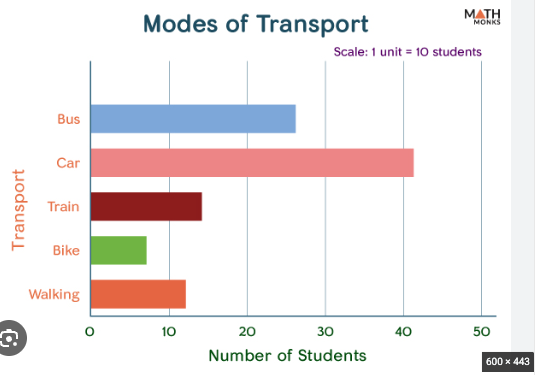 Modes of Transport
MATH
MONKS
Scale: 1 unit = 10 students
Transport
Bus
Car
Train
Bike
Walking
0 10 20 30 40 50
Number of Students
600 × 443